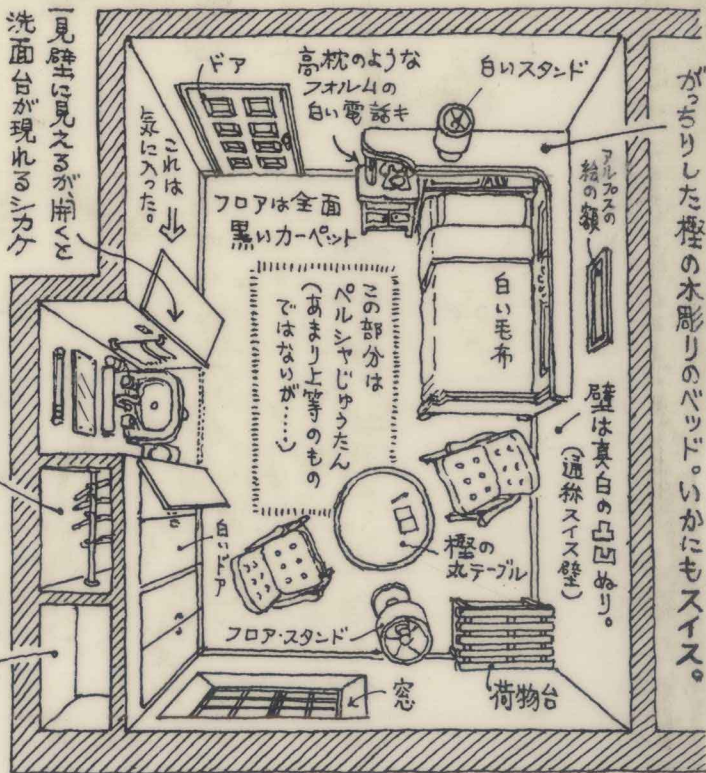 がっちりした樫の木彫りのベッド。いかにもスイス。
一見壁に見えるが、開くと
洗面台が現れるシカケ
これは
気に入った。
ドア
高枕のような
フォルムの
白い電話キ
白いスタンド
アルプスの
絵の額
フロアは全面
黒いカーペット
この部分は
ペルシャじゅうたん
(あまり上等のもの
ではないが……)
白い毛布
壁は真白の凸凹ぬり。
(通称スイス壁)
樫の
丸テーブル
白いドア
フロア・スタンド
窓
荷物台